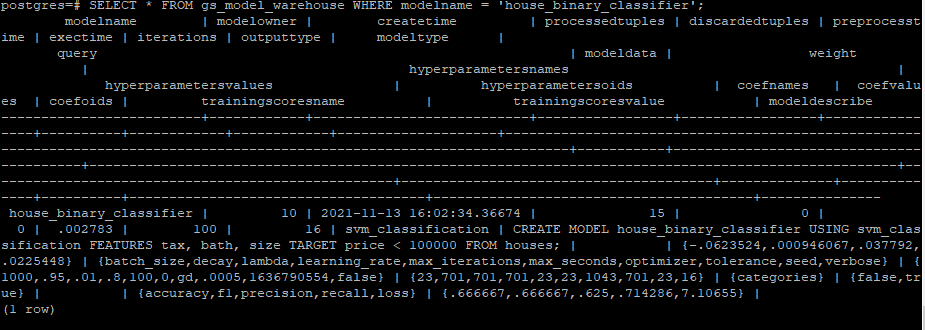 postgres=# SELECT * FROM gs_model_warehouse WHERE modelname = 'house_binary_classifier';
modelname | modelowner | createtime | processedtuples | discardedtuples | preprocesst
ime | exectime | iterations | outputtype | modeltype |
query | modeldata | weight
| hyperparametersnames |
hyperparametersvalues | hyperparametersoids | coefnames | coefvalu
es | coefoids | trainingscoresname | trainingscoresvalue | modeldescribe
house_binary_classifier | 10 | 2021-11-13 16:02:34.36674 | 15 | 0 |
0 | .002783 | 100 | 16 | svm_classification | CREATE MODEL house_binary_classifier USING svm_clas
sification FEATURES tax, bath, size TARGET price < 100000 FROM houses; | | {-.0623524,.000946067,.037792,
.0225448} | {batch_size,decay,lambda,learning_rate,max_iterations,max_seconds,optimizer,tolerance,seed,verbose} | {
1000,.95,.01,.8,100,0,gd,.0005,1636790554,false} | {23,701,701,701,23,23,1043,701,23,16} | {categories} | {false,tr
ue} | | {accuracy,f1,precision,recall,loss} | {.666667,.666667,.625,.714286,7.10655} |
(1 row)